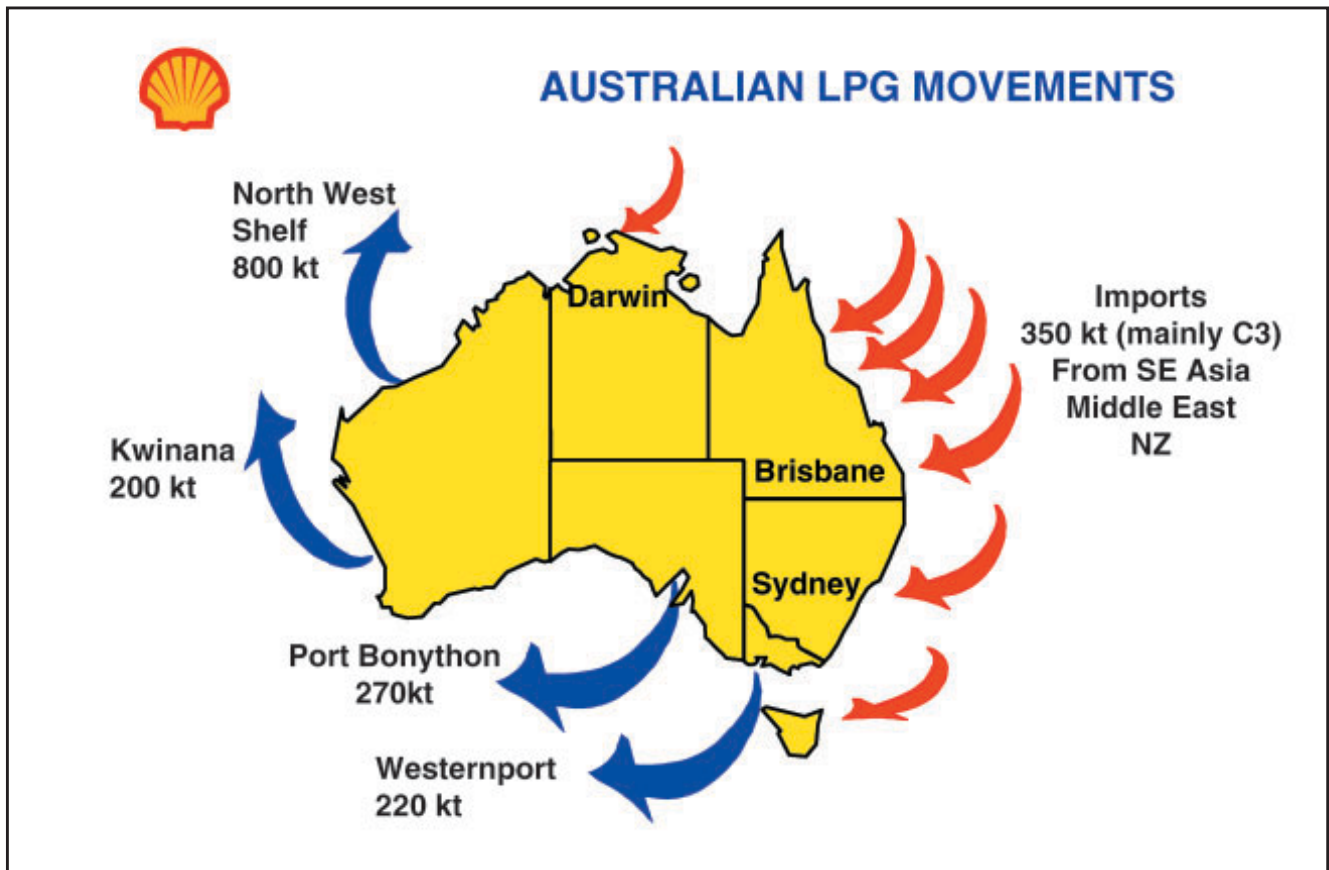 AUSTRALIAN LPG MOVEMENTS
North West
Shelf
800 kt
Darwin
Imports
350 kt (mainly C3)
From SE Asia
Middle East
NZ
Kwinana
200 kt
Brisbane
Sydney
Port Bonython
270kt
Westernport
220 kt